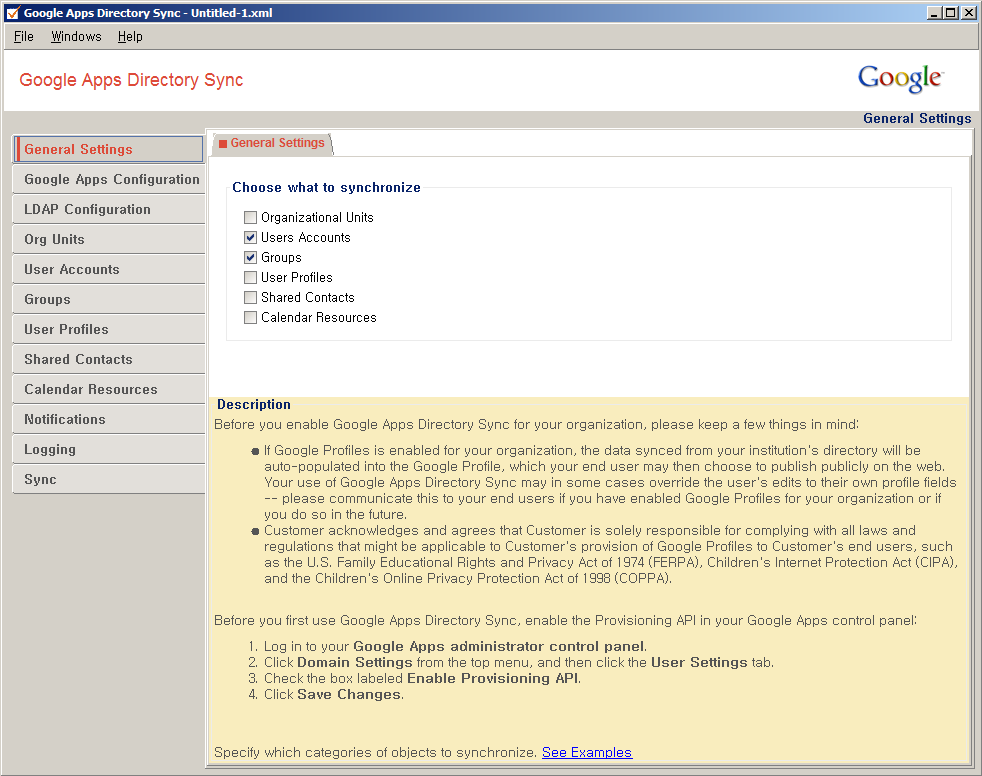 Google Apps Directory Sync - Untitled-1.xml
File Windows Help
Google Apps Directory Sync
Google
General Settings
General Settings
Google Apps Configuration
LDAP Configuration
Org Units
User Accounts
Groups
User Profiles
Shared Contacts
Calendar Resources
Notifications
Logging
Sync
General Settings
Choose what to synchronize
Organizational Units
Users Accounts
Groups
User Profiles
Shared Contacts
Calendar Resources
Description
Before you enable Google Apps Directory Sync for your organization, please keep a few things in mind:
● If Google Profiles is enabled for your organization, the data synced from your institution's directory will be
auto-populated into the Google Profile, which your end user may then choose to publish publicly on the web.
Your use of Google Apps Directory Sync may in some cases override the user's edits to their own profile fields
-- please communicate this to your end users if you have enabled Google Profiles for your organization or if
you do so in the future.
● Customer acknowledges and agrees that Customer is solely responsible for complying with all laws and
regulations that might be applicable to Customer's provision of Google Profiles to Customer's end users, such
as the U.S. Family Educational Rights and Privacy Act of 1974 (FERPA), Children's Internet Protection Act (CIPA),
and the Children's Online Privacy Protection Act of 1998 (COPPA).
Before you first use Google Apps Directory Sync, enable the Provisioning API in your Google Apps control panel:
1. Log in to your Google Apps administrator control panel.
2. Click Domain Settings from the top menu, and then click the User Settings tab.
3. Check the box labeled Enable Provisioning API.
4. Click Save Changes.
Specify which categories of objects to synchronize. See Examples